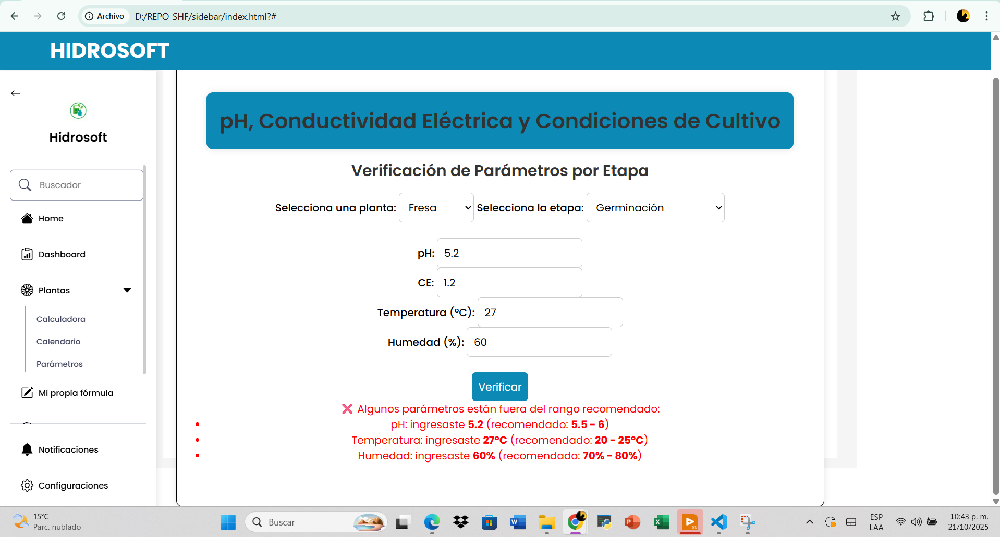 Archivo D:/REPO-SHF/sidebar/index.html?#
HIDROSOFT
Hidrosoft
Buscador
Home
Dashboard
Plantas
Calculadora
Calendario
Parámetros
Mi propia fórmula
Notificaciones
Configuraciones
pH, Conductividad Eléctrica y Condiciones de Cultivo
Verificación de Parámetros por Etapa
Selecciona una planta: Fresa Selecciona la etapa: Germinación
pH: 5.2
CE: 1.2
Temperatura (°C): 27
Humedad (%): 60
Verificar
❌ Algunos parámetros están fuera del rango recomendado:
• pH: ingresaste 5.2 (recomendado: 5.5 - 6)
• Temperatura: ingresaste 27°C (recomendado: 20 - 25°C)
• Humedad: ingresaste 60% (recomendado: 70% - 80%)
15°C
Parc. nublado
Buscar
ESP
LAA
10:43 p. m.
21/10/2025